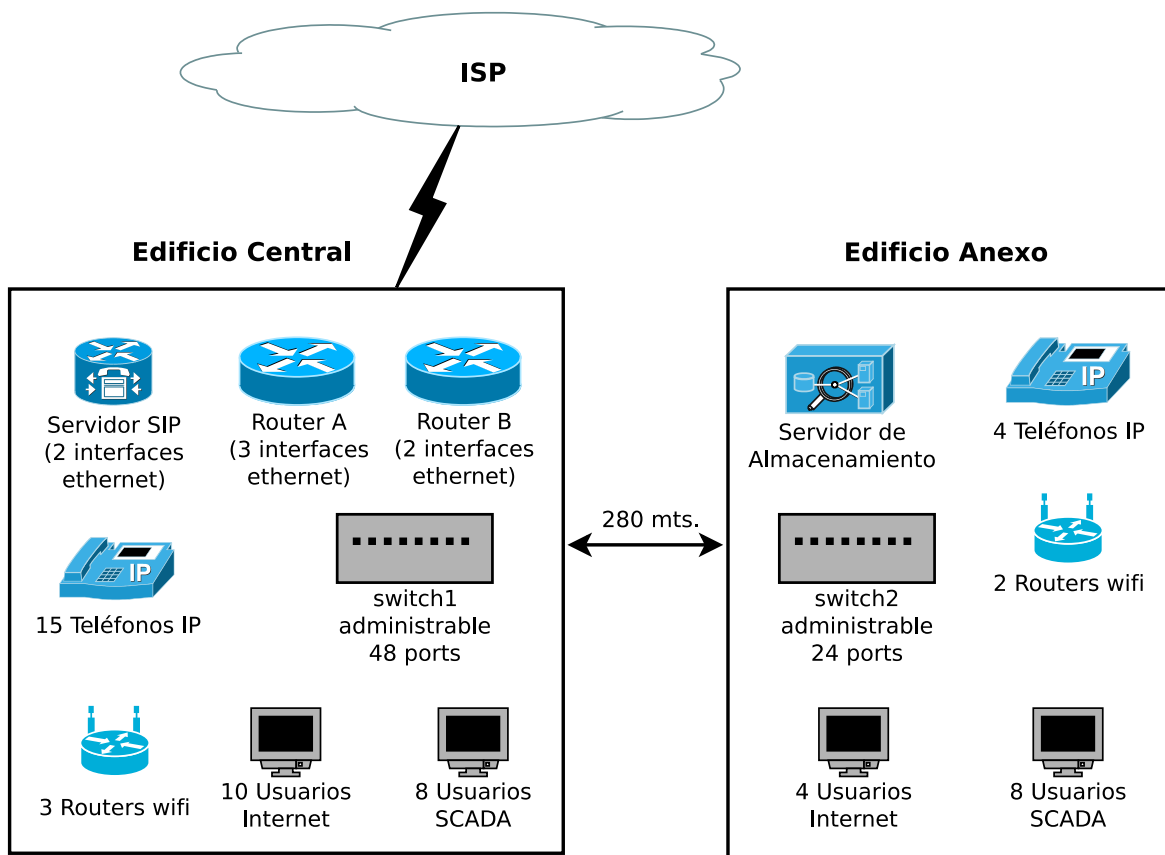 ISP
Edificio Central
Edificio Anexo
Servidor SIP
(2 interfaces
ethernet)
Router A
(3 interfaces
ethernet)
Router B
(2 interfaces
ethernet)
IP
15 Teléfonos IP
switch1
administrable
48 ports
3 Routers wifi
10 Usuarios
Internet
8 Usuarios
SCADA
280 mts.
Servidor de
Almacenamiento
IP
4 Teléfonos IP
switch2
administrable
24 ports
2 Routers wifi
4 Usuarios
Internet
8 Usuarios
SCADA